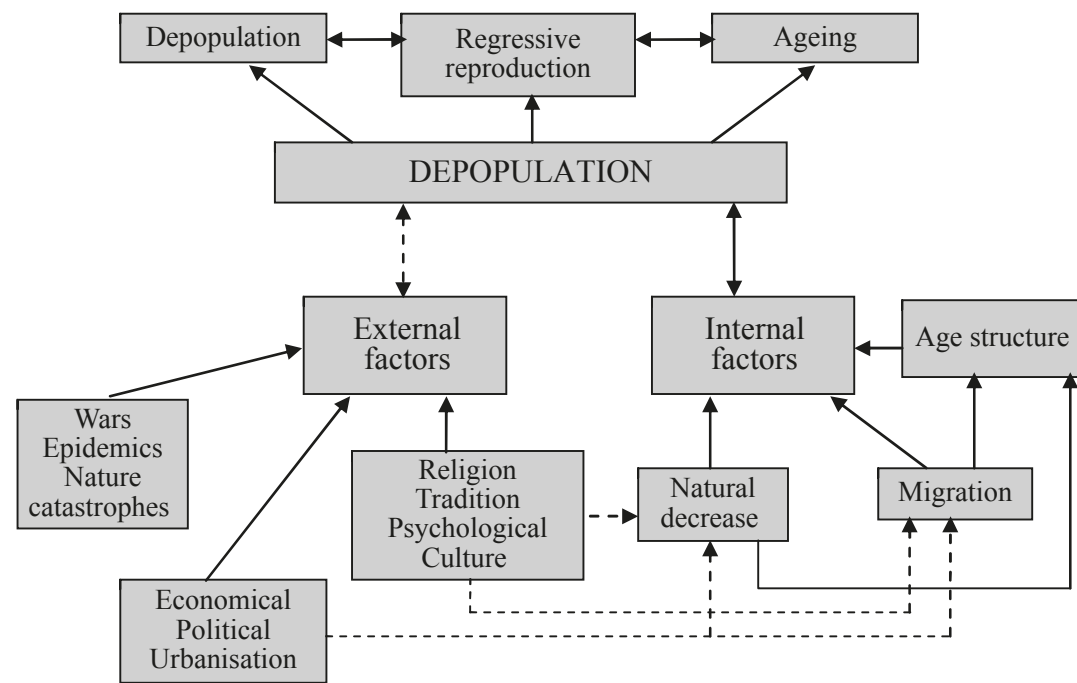 Depopulation
Regressive
reproduction
Ageing
DEPOPULATION
External
factors
Internal
factors
Age structure
Wars
Epidemics
Nature
catastrophes
Religion
Tradition
Psychological
Culture
Natural
decrease
Migration
Economical
Political
Urbanisation